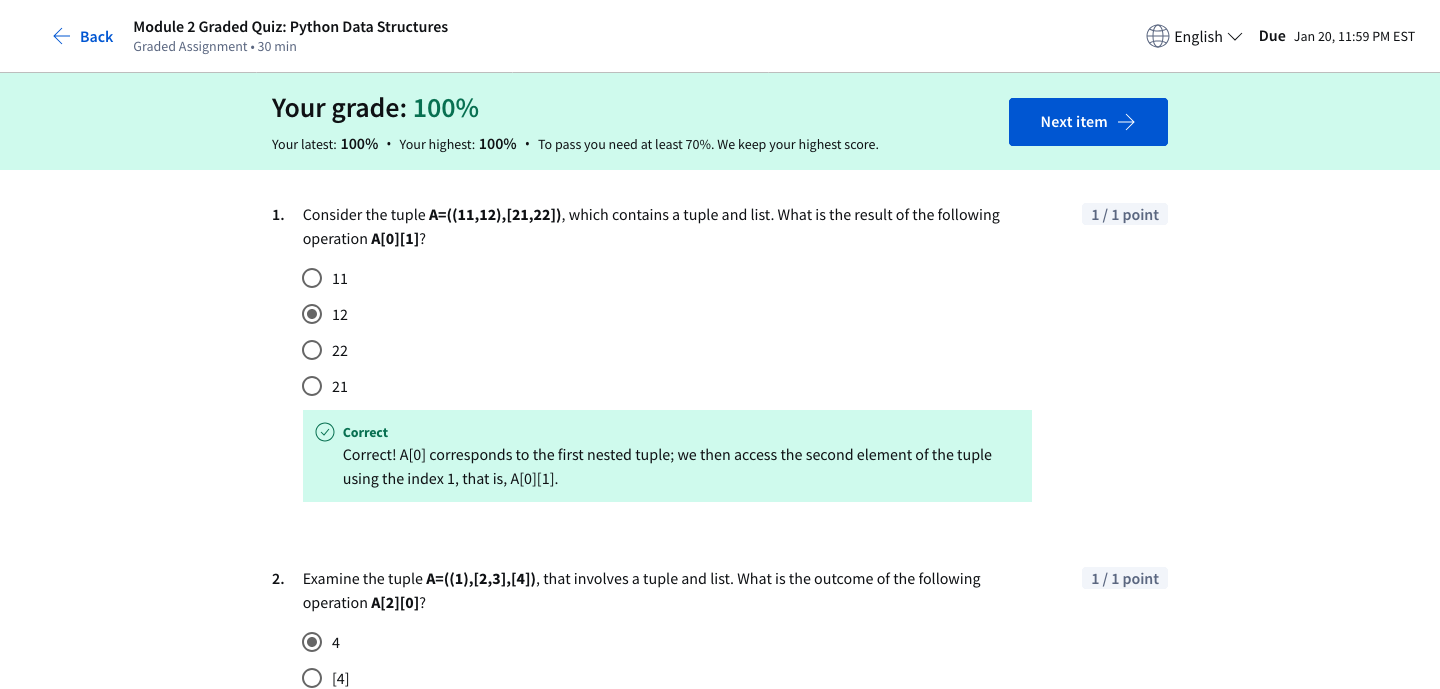 Back
Module 2 Graded Quiz: Python Data Structures
Graded Assignment • 30 min
English
Due Jan 20, 11:59 PM EST
Your grade: 100%
Your latest: 100% • Your highest: 100% • To pass you need at least 70%. We keep your highest score.
Next item
1. Consider the tuple A=((11,12),[21,22]), which contains a tuple and list. What is the result of the following
operation A[0][1]?
1 / 1 point
11
12
22
21
Correct
Correct! A[0] corresponds to the first nested tuple; we then access the second element of the tuple
using the index 1, that is, A[0][1].
2. Examine the tuple A=((1),[2,3],[4]), that involves a tuple and list. What is the outcome of the following
operation A[2][0]?
1 / 1 point
4
[4]